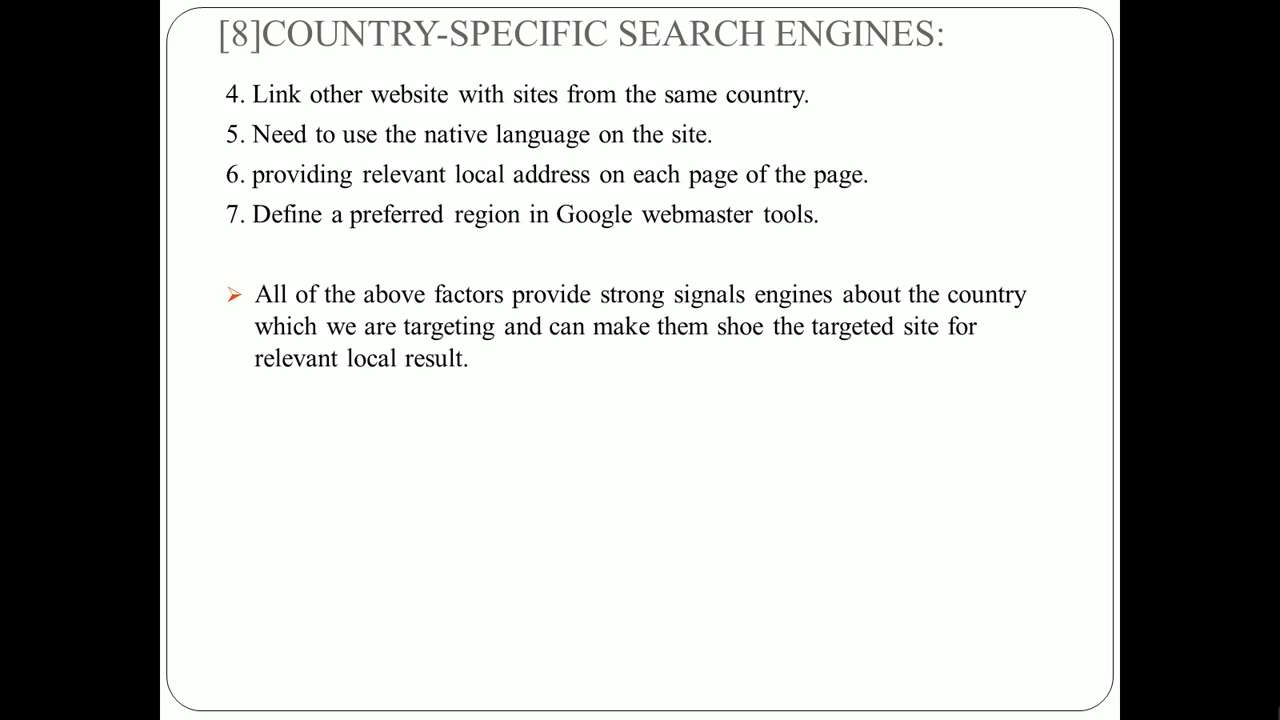 [8]COUNTRY-SPECIFIC SEARCH ENGINES:
4. Link other website with sites from the same country.
5. Need to use the native language on the site.
6. providing relevant local address on each page of the page.
7. Define a preferred region in Google webmaster tools.
All of the above factors provide strong signals engines about the country
which we are targeting and can make them shoe the targeted site for
relevant local result.